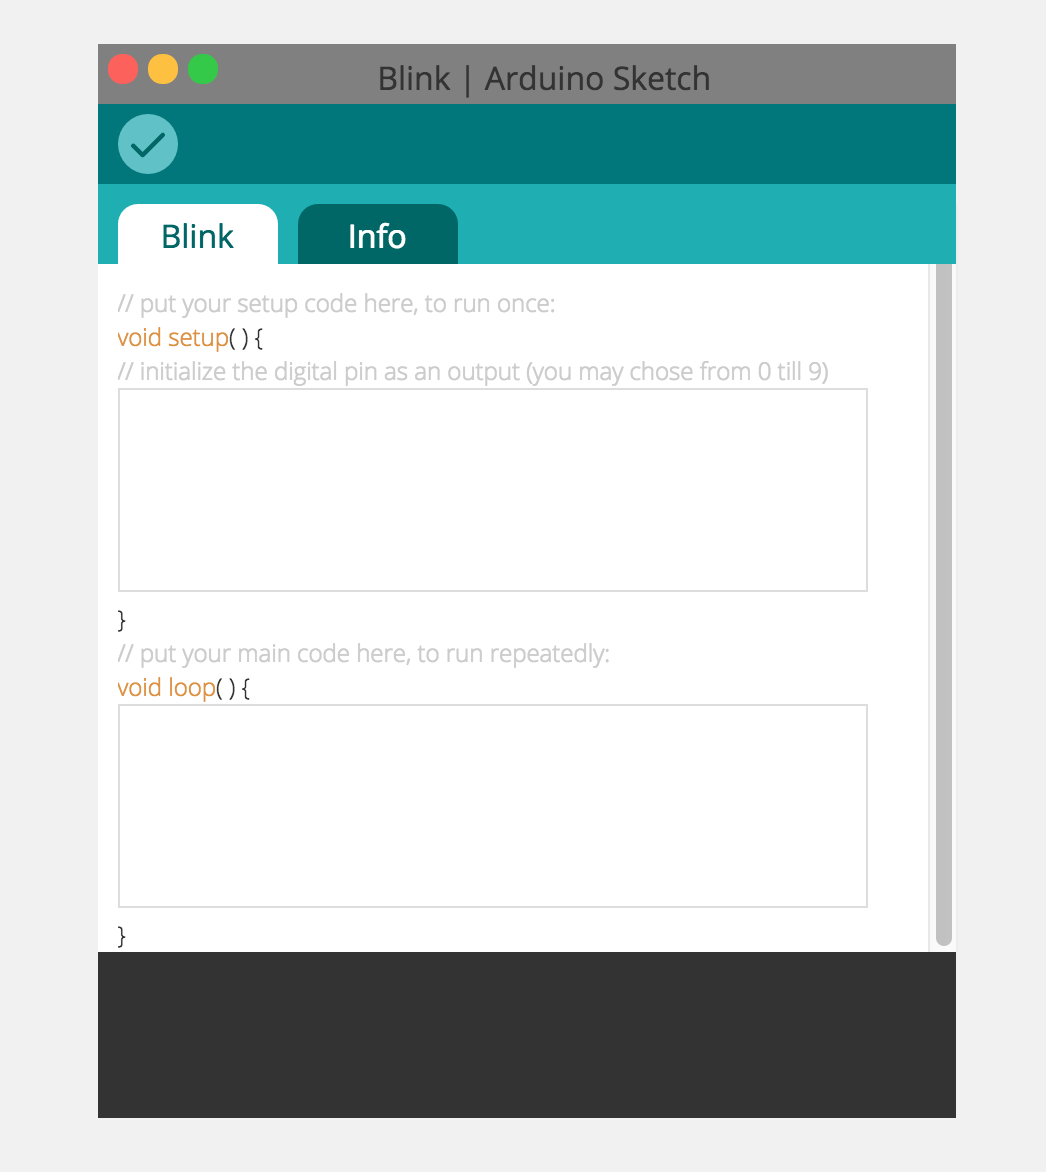 Blink | Arduino Sketch
Blink
Info
// put your setup code here, to run once:
void setup( ) {
// initialize the digital pin as an output (you may chose from 0 till 9)
}
// put your main code here, to run repeatedly:
void loop( ) {
}